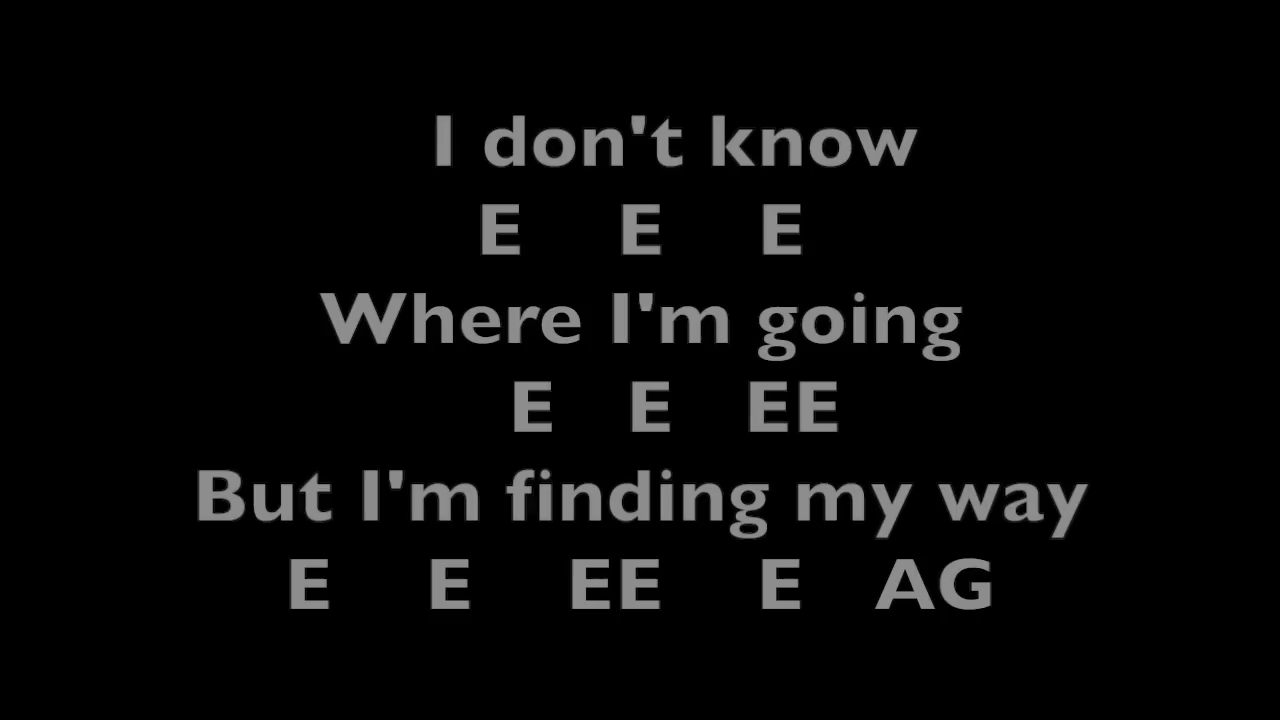 I don't know
E E E
Where I'm going
E E EE
But I'm finding my way
E E EE E AG